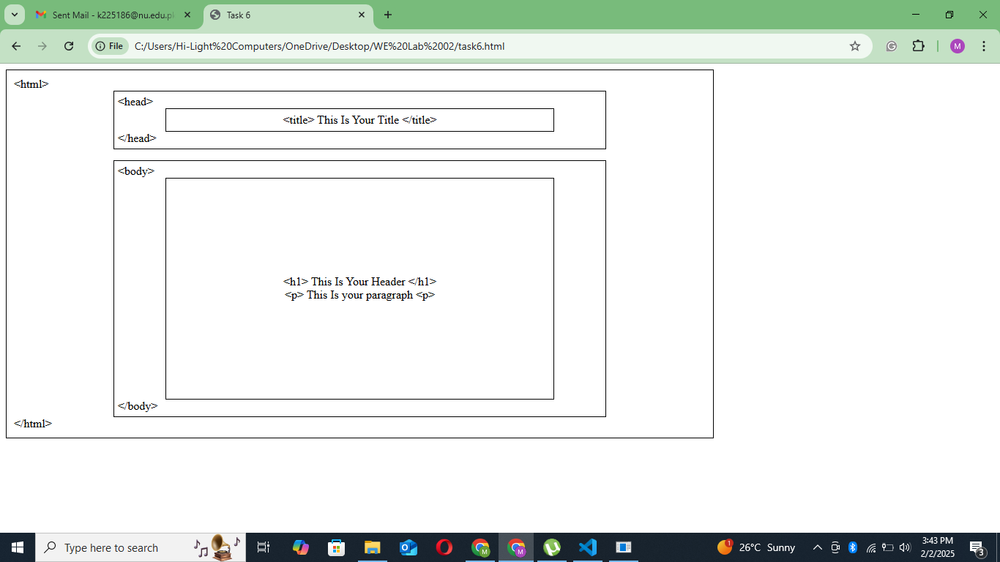 Sent Mail - k225186@nu.edu.p
Task 6
File
C:/Users/Hi-Light%20Computers/OneDrive/Desktop/WE%20Lab%2002/task6.html
M
<html>
<head>
<title> This Is Your Title </title>
</head>
<body>
<h1> This Is Your Header </h1>
<p> This Is your paragraph <p>
</body>
</html>
Type here to search
M
M
1
26°C Sunny
3:43 PM
2/2/2025
3